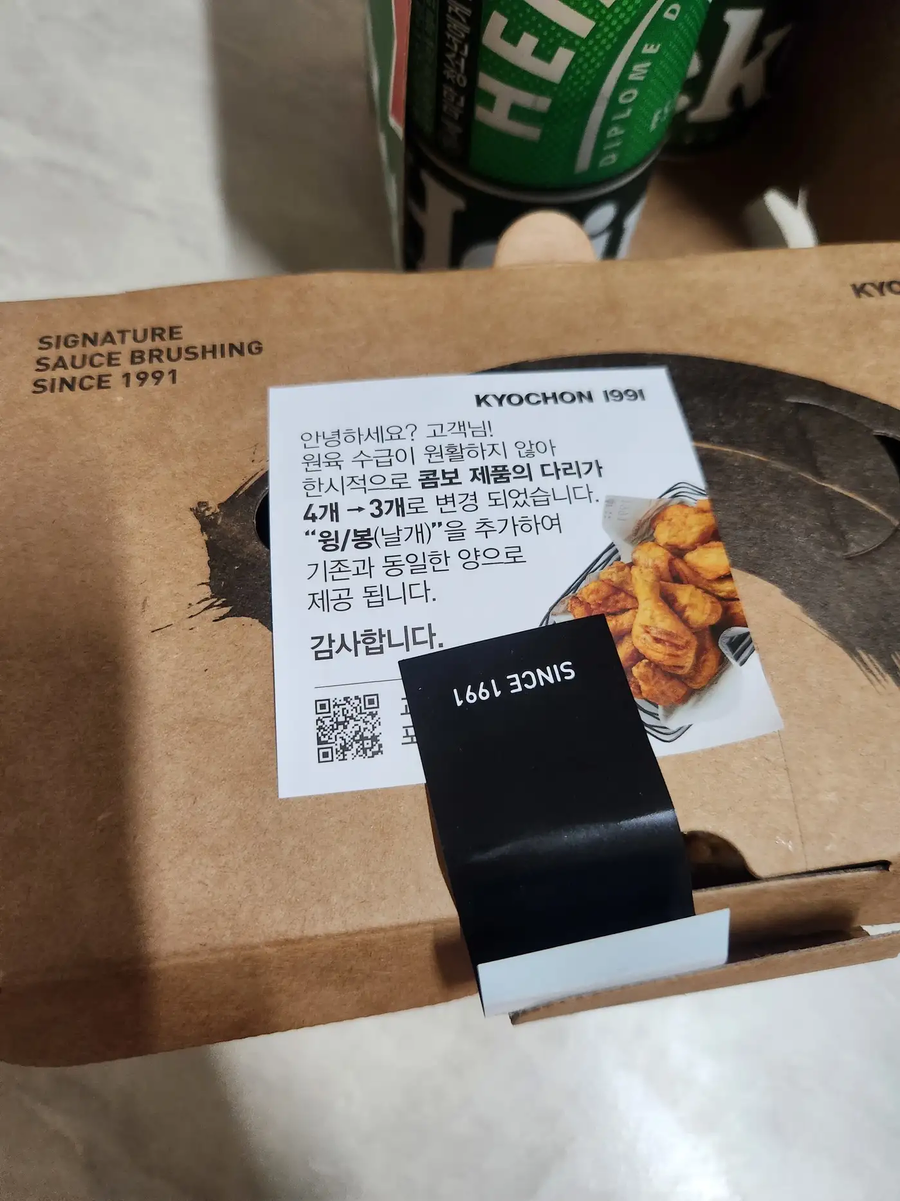 DIPLOME D
SIGNATURE
SAUCE BRUSHING
SINCE 1991
KYOCHON 1991
안녕하세요? 고객님!
원육 수급이 원활하지 않아
한시적으로 콤보 제품의 다리가
4개 → 3개로 변경 되었습니다.
“윙/봉(날개)”을 추가하여
기존과 동일한 양으로
제공 됩니다.
감사합니다.
SINCE 1991